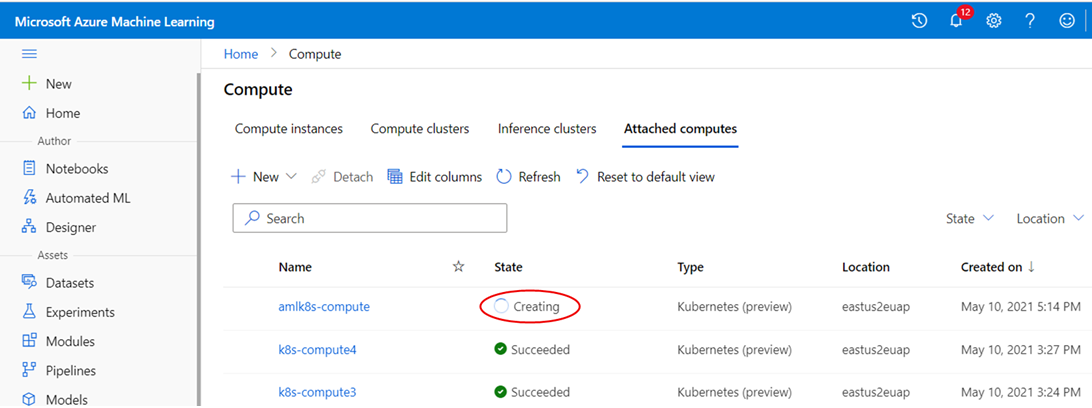 Microsoft Azure Machine Learning
12
Home > Compute
New
Home
Author
Notebooks
Automated ML
Designer
Assets
Datasets
Experiments
Modules
Pipelines
Models
Compute
Compute instances Compute clusters Inference clusters Attached computes
New Detach Edit columns Refresh Reset to default view
Search State Location
Name State Type Location Created on ↓
amlk8s-compute Creating Kubernetes (preview) eastus2euap May 10, 2021 5:14 PM
k8s-compute4 Succeeded Kubernetes (preview) eastus2euap May 10, 2021 3:27 PM
k8s-compute3 Succeeded Kubernetes (preview) eastus2euap May 10, 2021 3:24 PM